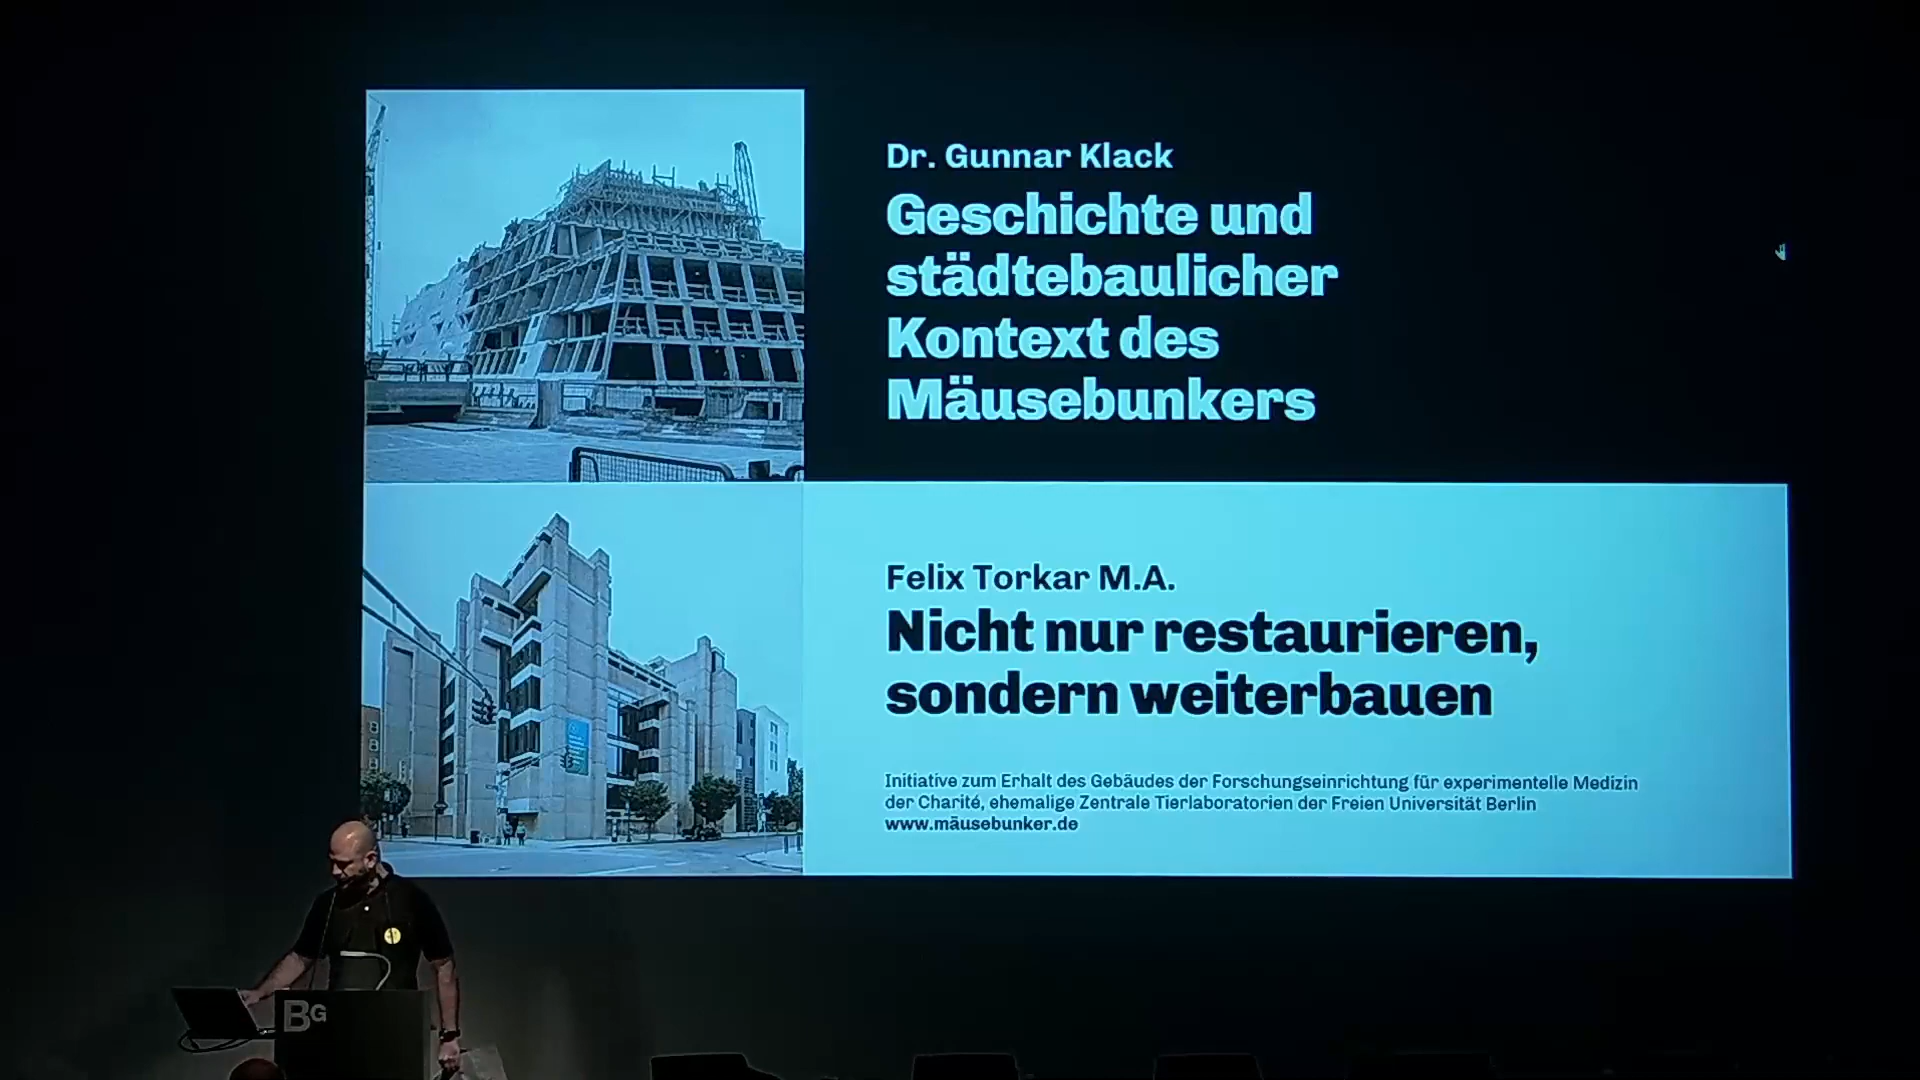 Dr. Gunnar Klack
Geschichte und
städtebaulicher
Kontext des
Mäusebunkers
Felix Torkar M.A.
Nicht nur restaurieren,
sondern weiterbauen
Initiative zum Erhalt des Gebäudes der Forschungseinrichtung für experimentelle Medizin
der Charité, ehemalige Zentrale Tierlaboratorien der Freien Universität Berlin
www.mäusebunker.de
BG